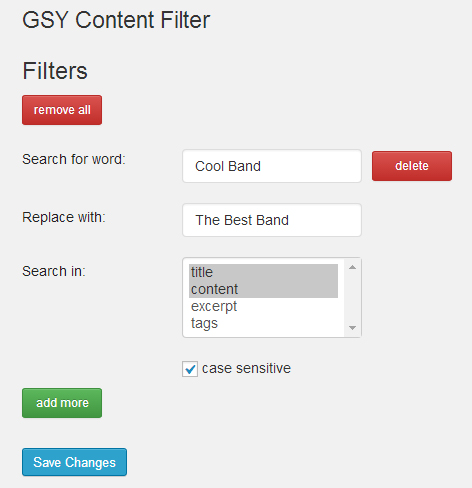 GSY Content Filter
Filters
remove all
Search for word:
Cool Band
delete
Replace with:
The Best Band
Search in:
title
content
excerpt
tags
case sensitive
add more
Save Changes